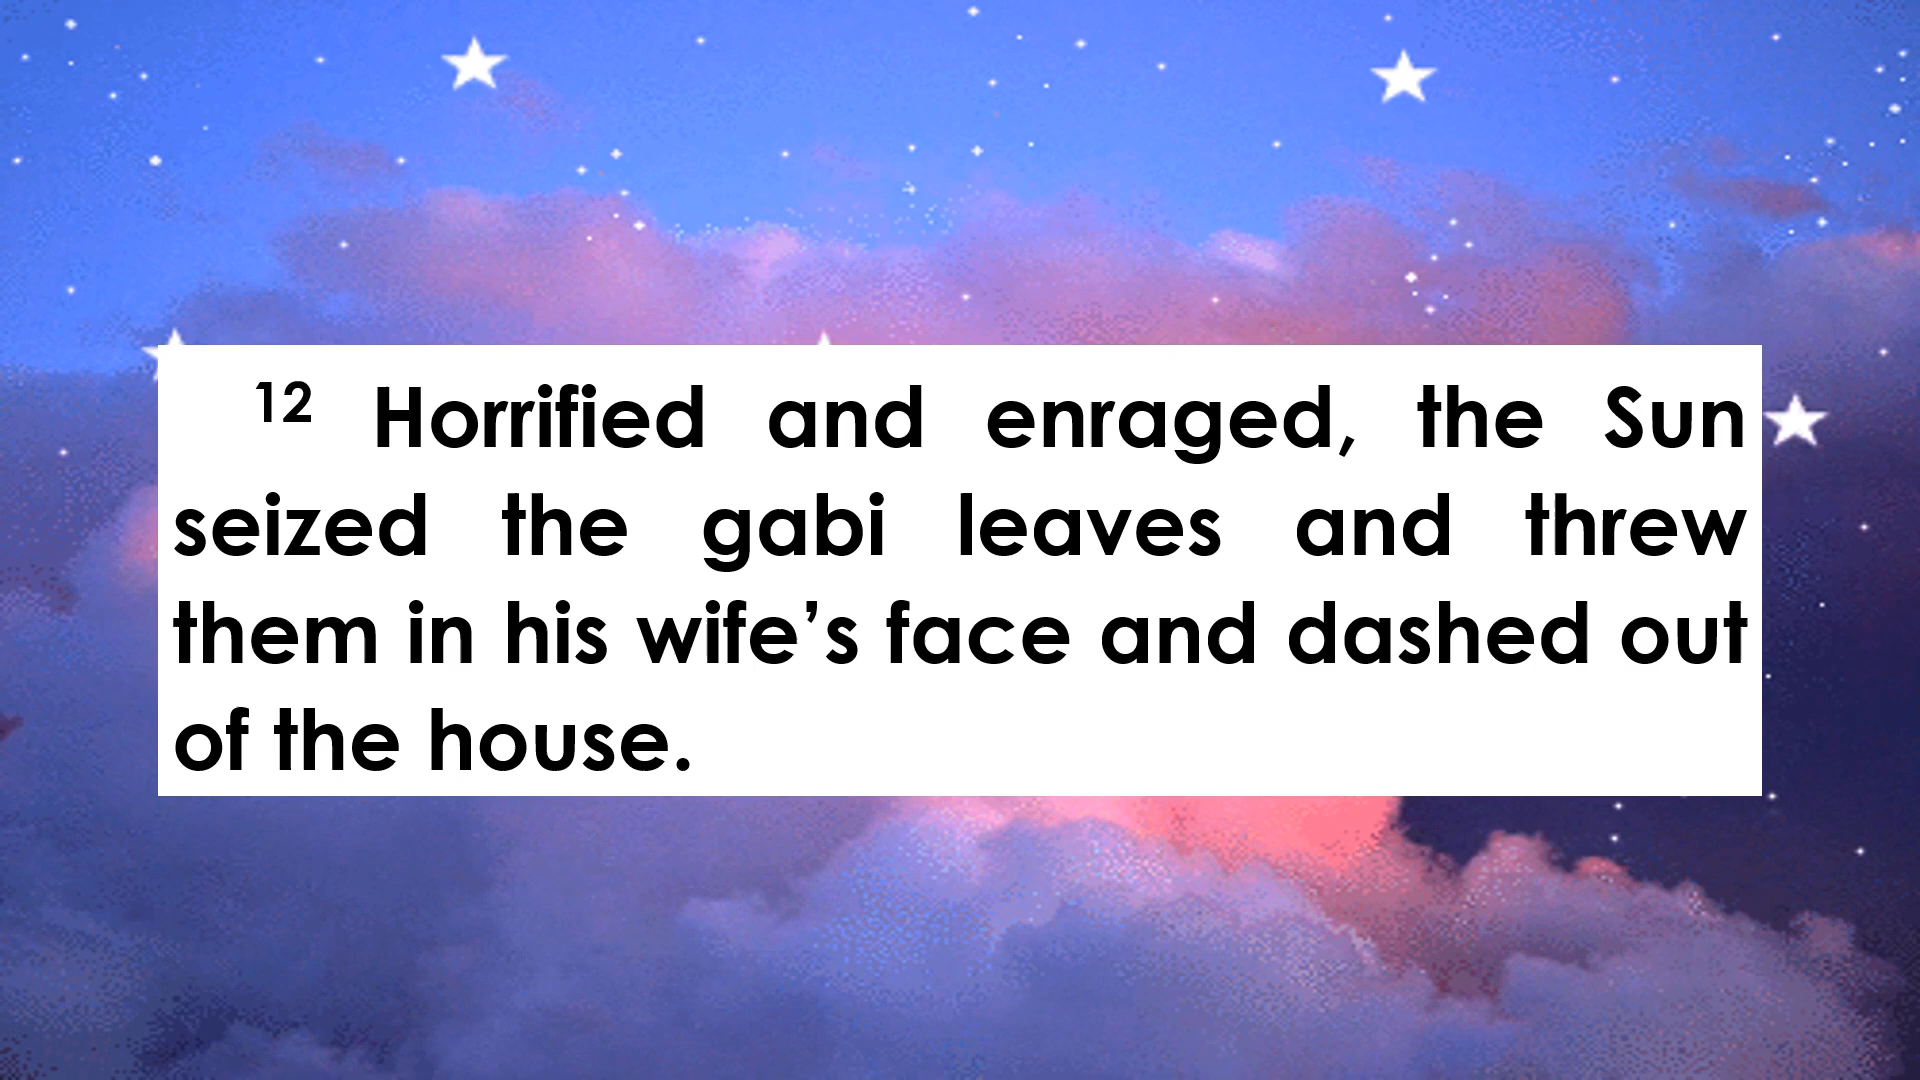 12 Horrified and enraged, the Sun
seized the gabi leaves and threw
them in his wife’s face and dashed out
of the house.